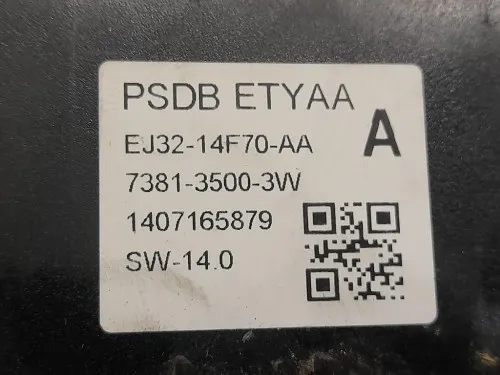 PSDB ETYAA
A
EJ32-14F70-AA
7381-3500-3W
1407165879
SW-14.0